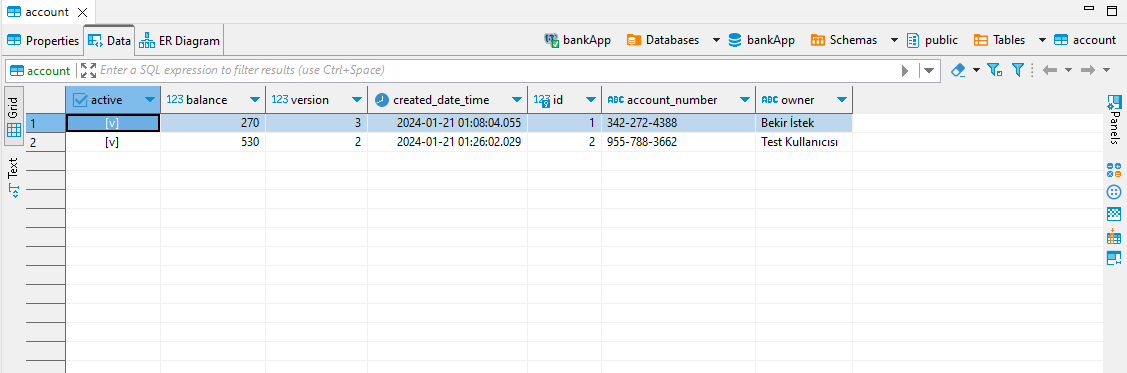 account
Properties Data ER Diagram bankApp Databases bankApp Schemas public Tables account
account Enter a SQL expression to filter results (use Ctrl+Space)
active 123 balance 123 version created_date_time 123 id ABC account_number ABC owner
1 [v] 270 3 2024-01-21 01:08:04.055 1 342-272-4388 Bekir İstek
2 [v] 530 2 2024-01-21 01:26:02.029 2 955-788-3662 Test Kullanıcısı
Grid
Text
Panels